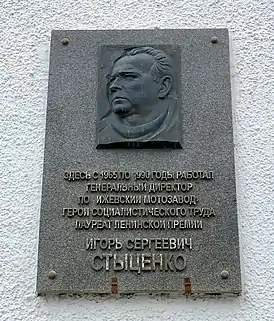 ЗДЕСЬ С 1965 ПО 1990 ГОДЫ РАБОТАЛ
ГЕНЕРАЛЬНЫЙ ДИРЕКТОР
ПО ИЖЕВСКИЙ МОТОЗАВОД
ГЕРОЙ СОЦИАЛИСТИЧЕСКОГО ТРУДА
ЛАУРЕАТ ЛЕНИНСКОЙ ПРЕМИИ
ИГОРЬ СЕРГЕЕВИЧ
СТЫЦЕНКО